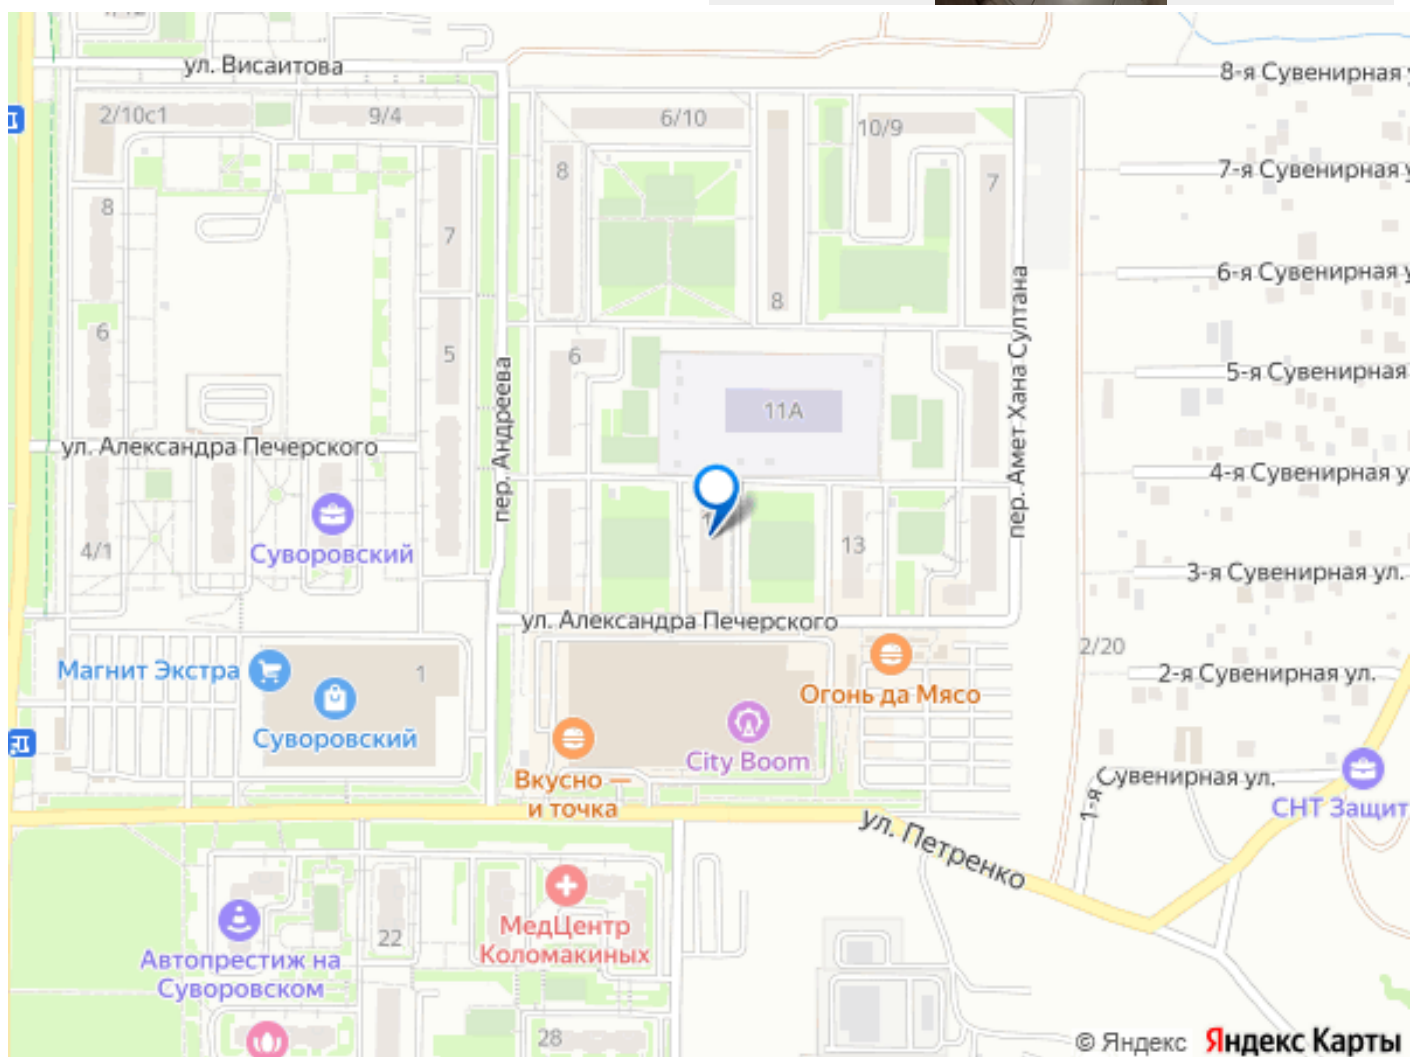 ул. Висаитова
8-я Сувенирная
2/10с1
9/4
6/10
10/9
8
7
7-я Сувенирная
8
7
6-я Сувенирная
8
6
6
5
5-я Сувенирная
пер. Андреева
пер. Амет Хана Султана
11А
ул. Александра Печерского
4-я Сувенирная у
Суворовский
4/1
13
3-я Сувенирная ул.
ул. Александра Печерского
2/20
Магнит Экстра
1
2-я Сувенирная ул.
Огонь да Мясо
Суворовский
City Boom
Вкусно —
и точка
1-я Сувенирная ул.
СНТ Защит
ул. Петренко
МедЦентр
Коломакиных
22
Автопрестиж на
Суворовском
28
© Яндекс Яндекс Карты